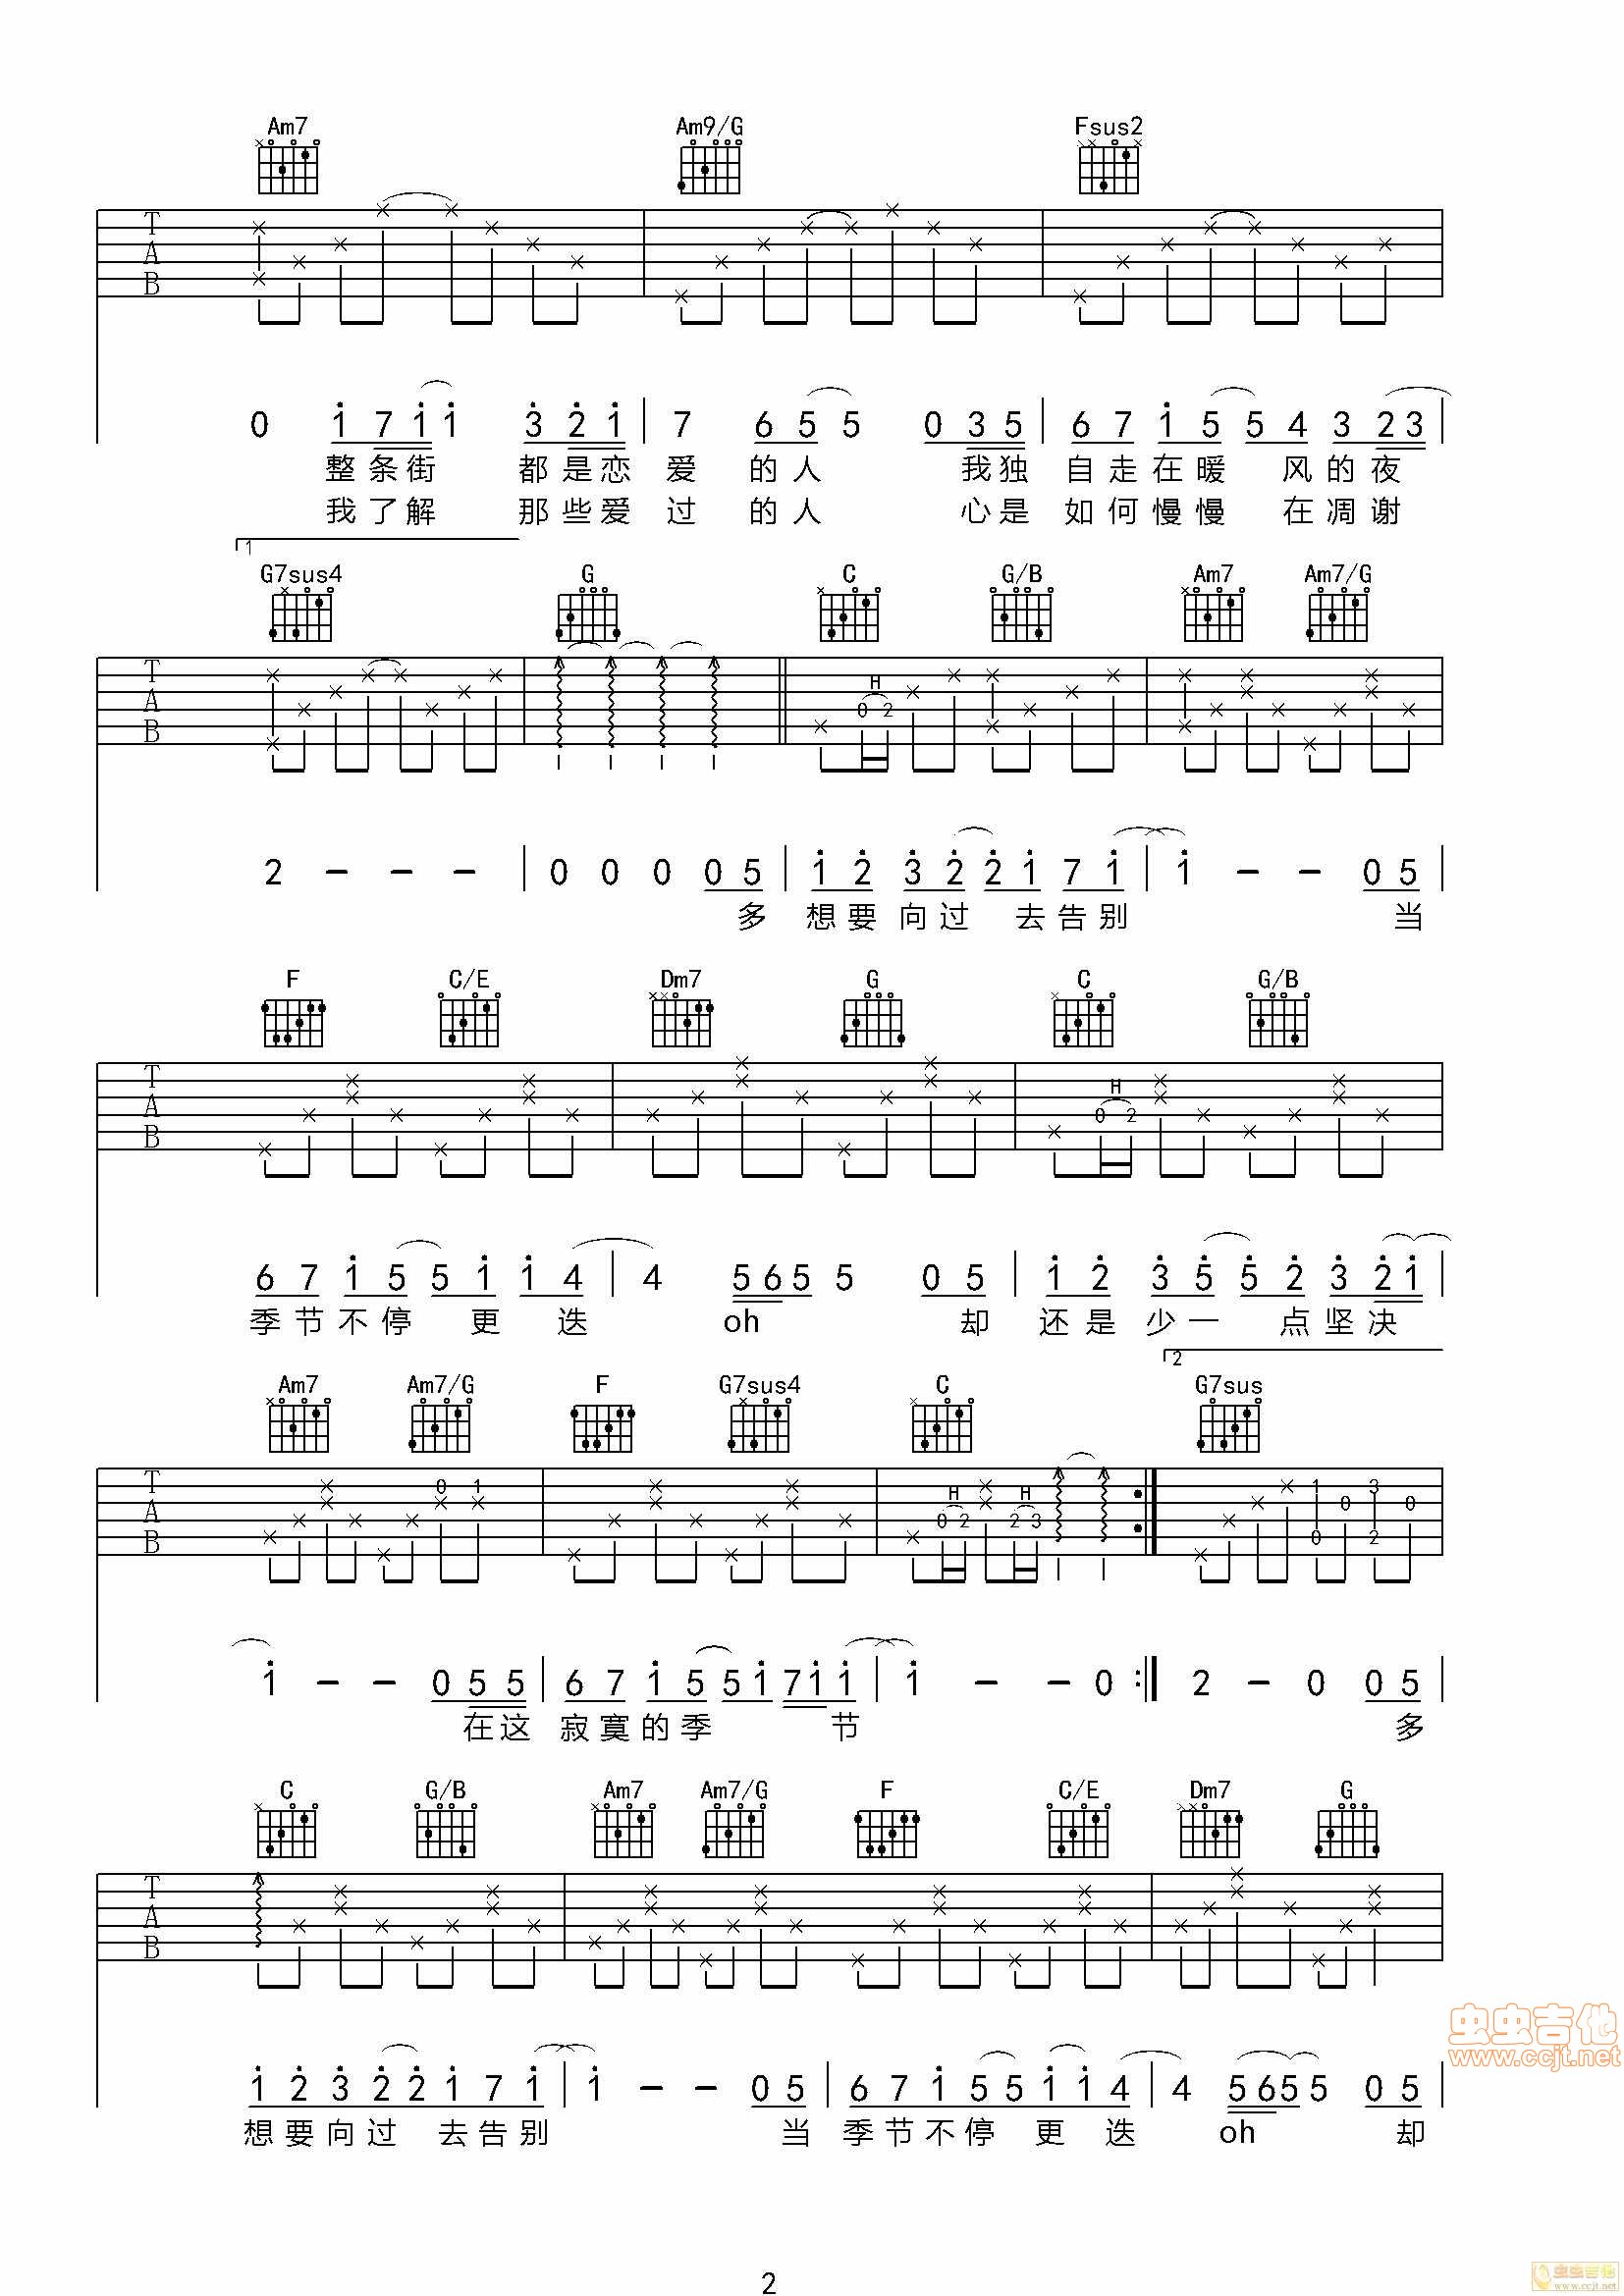 Am7 Am9/G Fsus2
T
A
B
0 1 7 1 1 3 2 1 7 6 5 5 0 3 5 6 7 1 5 5 4 3 2 3
整条街 都是恋爱 的人 我独自走在暖 风的夜
我了解 那些爱过 的人 心是如何慢慢 在凋谢
1
G7sus4 G C G/B Am7 Am7/G
H
T
A 0 2
B
2 - - - 0 0 0 0 5 1 2 3 2 2 1 7 1 1 - - 0 5
多 想要向过 去告别 当
F C/E Dm7 G C G/B
H
T
A 0 2
B
6 7 1 5 5 1 1 4 4 5 6 5 5 0 5 1 2 3 5 5 2 3 2 1
季节不停 更 迭 oh 却 还是少一 点坚决
2
Am7 Am7/G F G7sus4 C G7sus
T 0 1 H H 1 3
A 0 2 2 3 0 0
B 0 2
1 - - 0 5 5 6 7 1 5 5 1 7 1 1 1 - - 0 2 - 0 0 5
在这 寂寞的季 节 多
C G/B Am7 Am7/G F C/E Dm7 G
T
A
B
1 2 3 2 2 1 7 1 1 - - 0 5 6 7 1 5 5 1 1 4 4 5 6 5 5 0 5
想要向过 去告别 当 季节不停 更 迭 oh 却
虫虫吉他
www.ccjt.net
2
虫虫吉他
www.ccjt.net